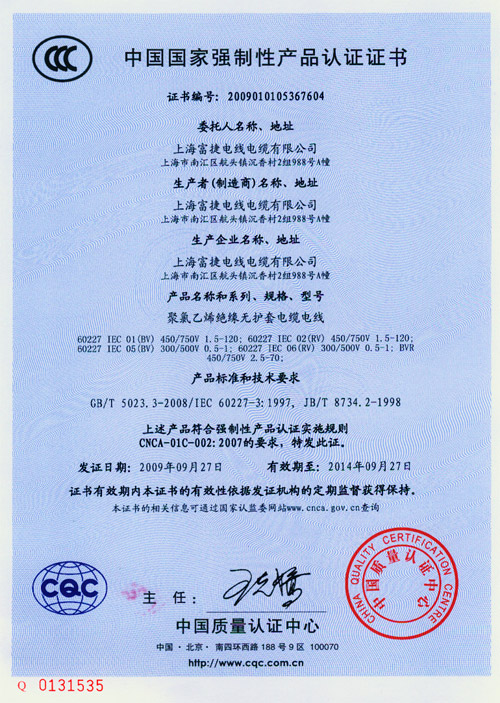 CCC
中国国家强制性产品认证证书
证书编号：2009010105367604
委托人名称、地址
上海富捷电线电缆有限公司
上海市南汇区航头镇沉香村2组988号A幢
生产者(制造商)名称、地址
上海富捷电线电缆有限公司
上海市南汇区航头镇沉香村2组988号A幢
生产企业名称、地址
上海富捷电线电缆有限公司
上海市南汇区航头镇沉香村2组988号A幢
产品名称和系列、规格、型号
聚氯乙烯绝缘无护套电缆电线
60227 IEC 01(BV) 450/750V 1.5-120; 60227 IEC 02(RV) 450/750V 1.5-120;
60227 IEC 05(BV) 300/500V 0.5-1; 60227 IEC 06(RV) 300/500V 0.5-1; BVR
450/750V 2.5-70;
产品标准和技术要求
GB/T 5023.3-2008/IEC 60227-3:1997, JB/T 8734.2-1998
上述产品符合强制性产品认证实施规则
CNCA-01C-002:2007的要求，特发此证。
发证日期：2009年09月27日 有效期至：2014年09月27日
证书有效期内本证书的有效性依据发证机构的定期监督获得保持。
本证书的相关信息可通过国家认监委网站www.cnca.gov.cn查询
CHINA QUALITY CERTIFICATION CENTRE
中国质量认证中心
CQC
主任：
中国质量认证中心
中国·北京·南四环西路188号9区 100070
http://www.cqc.com.cn
Q 0131535